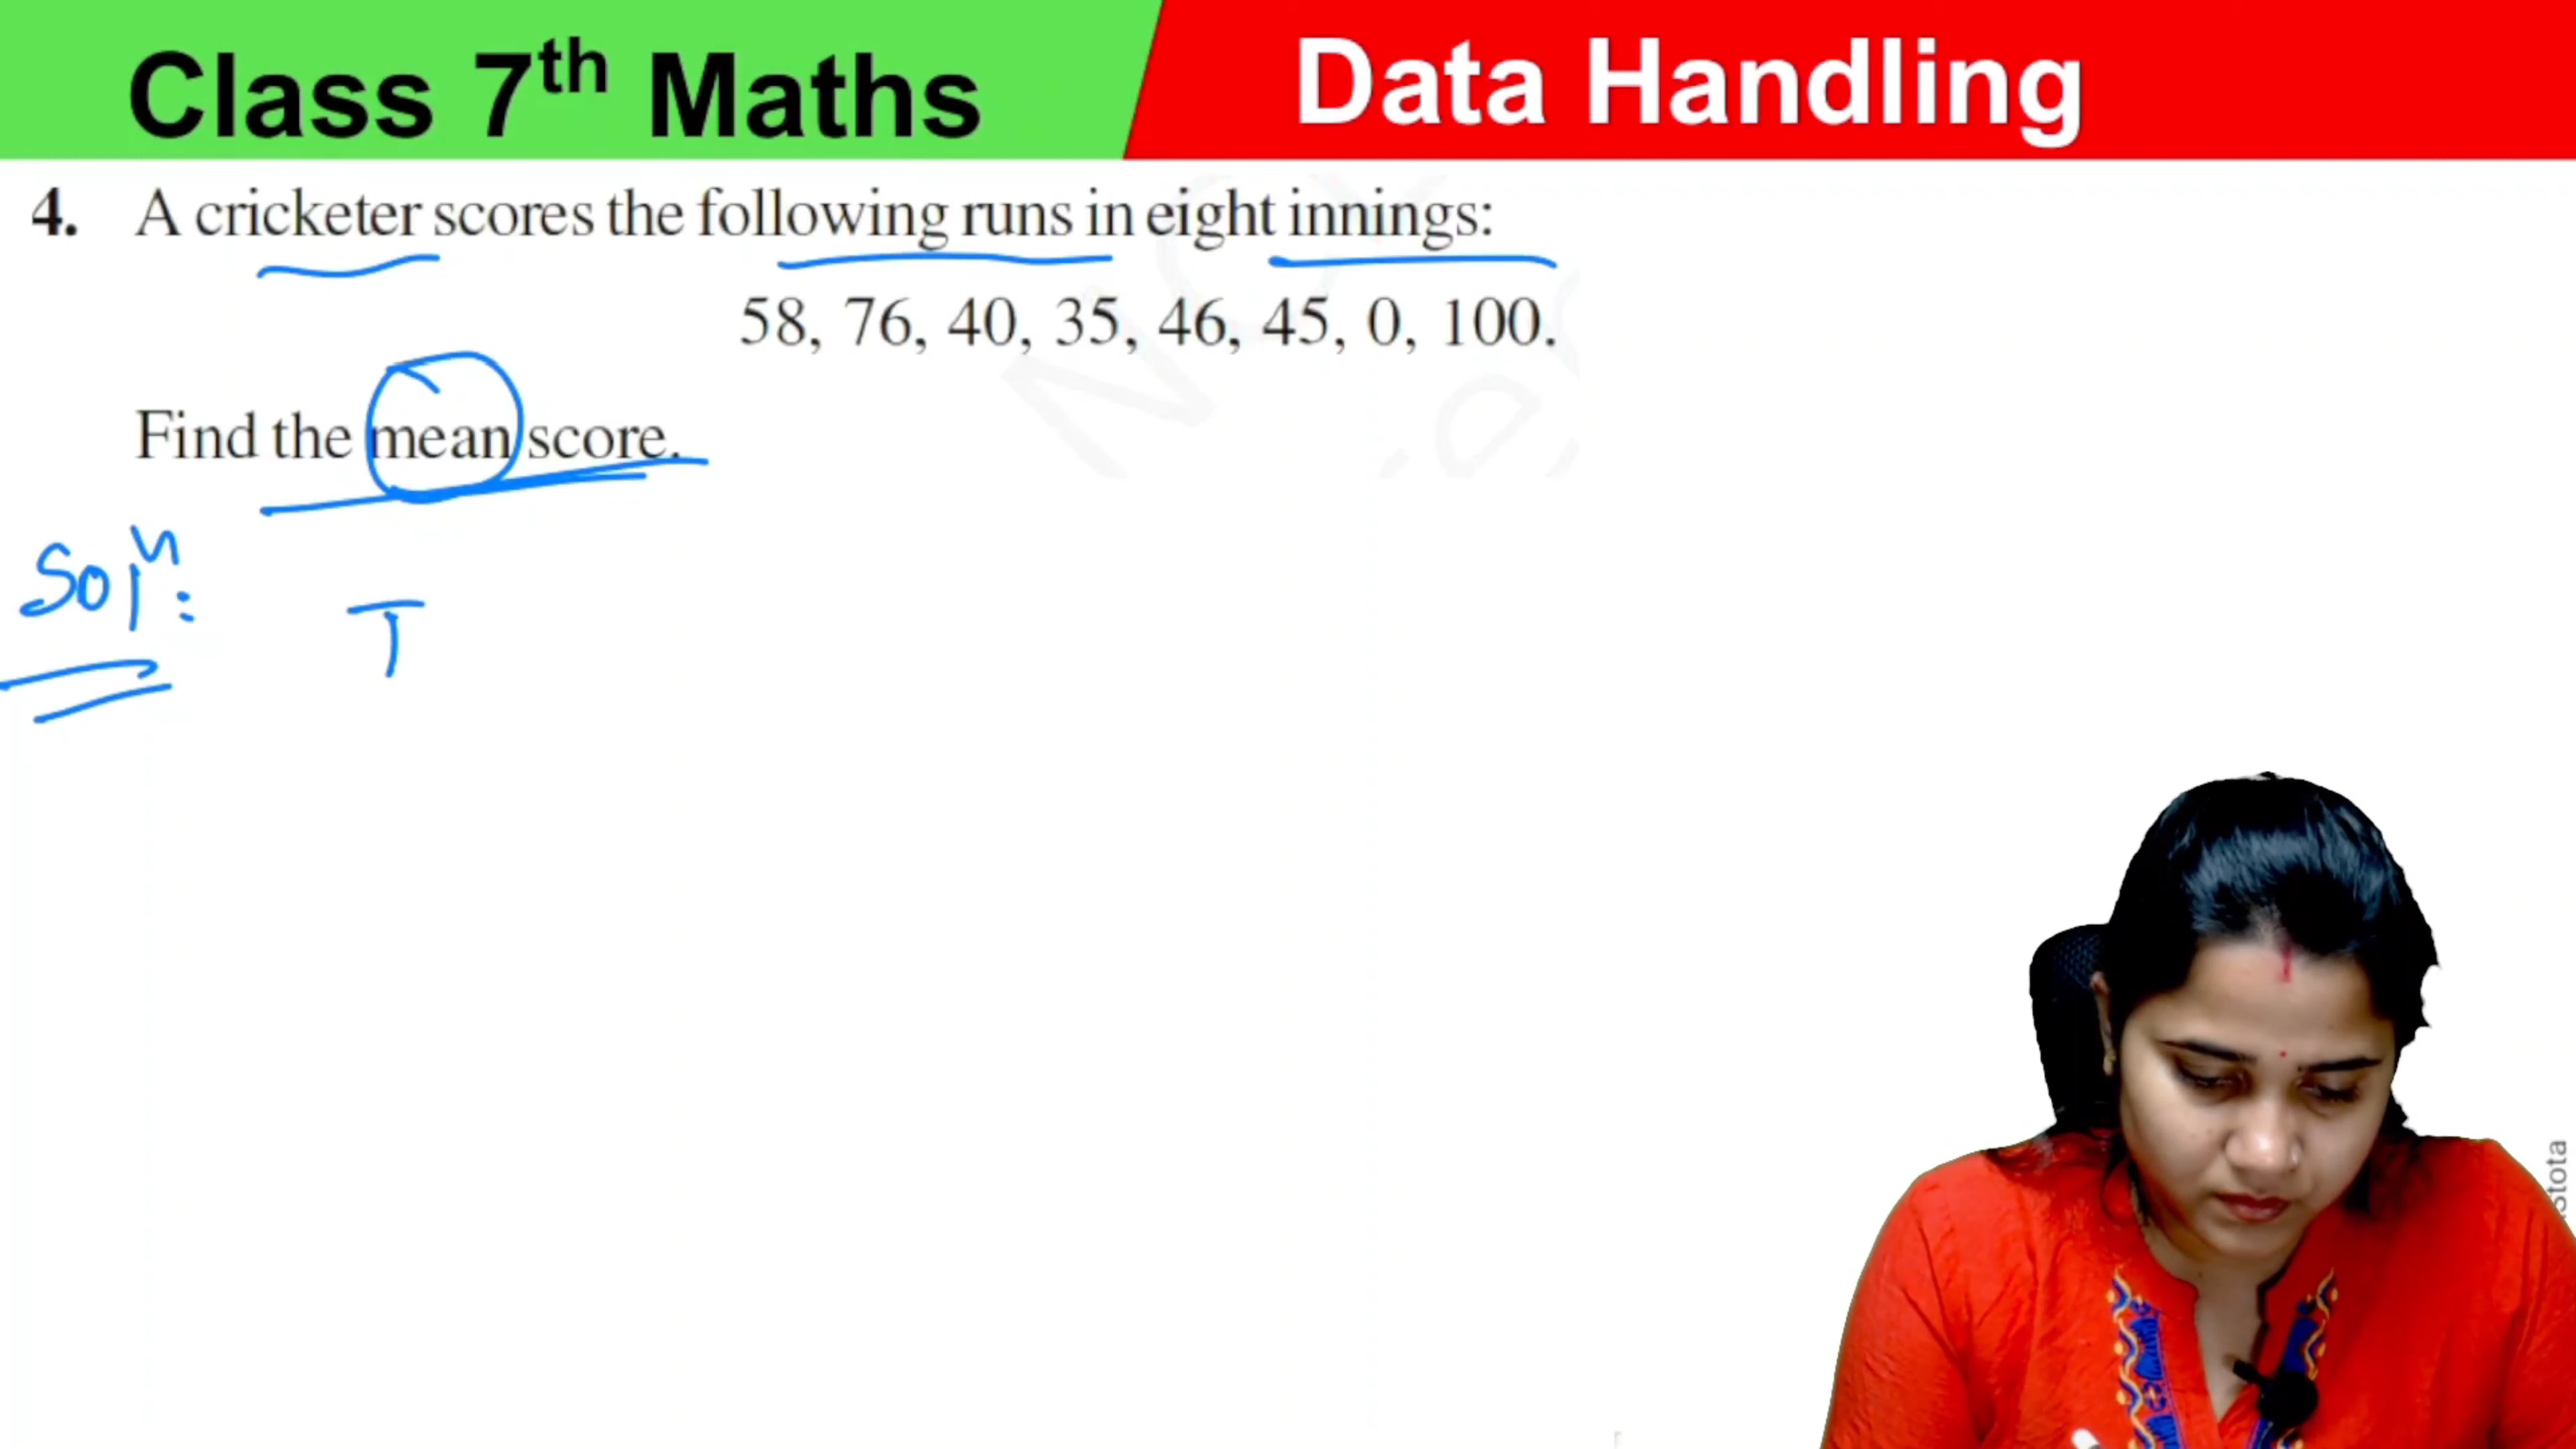 Class 7th Maths
Data Handling
4. A cricketer scores the following runs in eight innings:
58, 76, 40, 35, 46, 45, 0, 100.
Find the mean score.
Solⁿ:
T